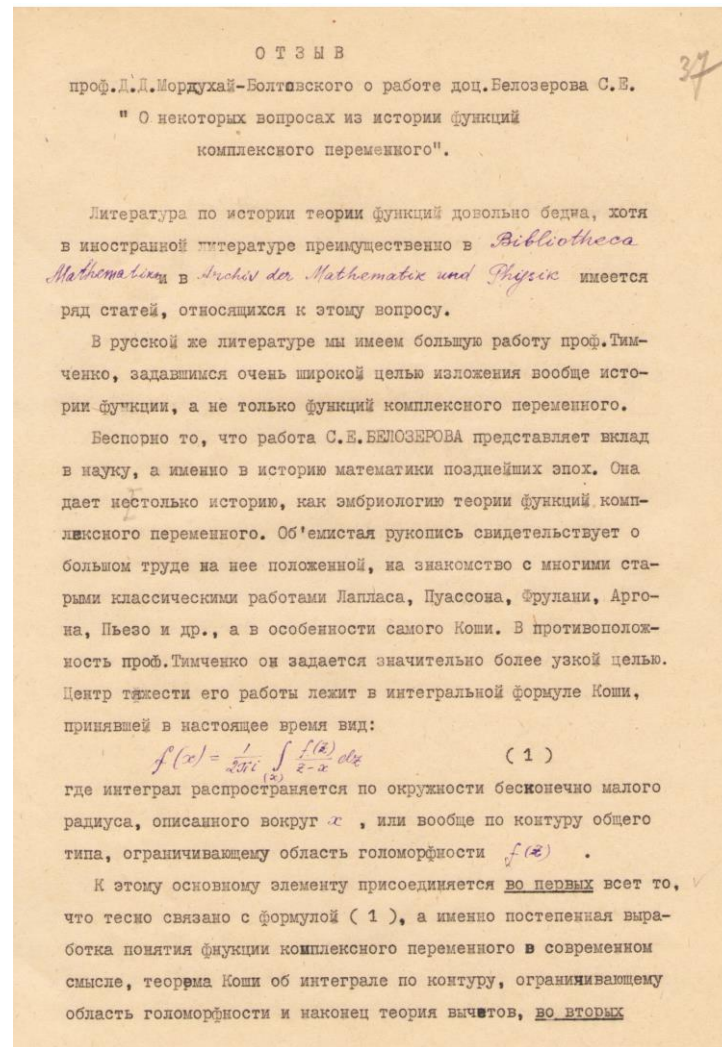 ОТЗЫВ
37
проф.Д.Д.Мордухай-Болтовского о работе доц.Белозерова С.Е.
" О некоторых вопросах из истории функций
комплексного переменного".
Литература по истории теории функций довольно бедна, хотя
в иностранной литературе преимущественно в Bibliotheca
Mathematika и в Archiv der Mathematik und Physik имеется
ряд статей, относящихся к этому вопросу.
В русской же литературе мы имеем большую работу проф.Тим-
ченко, задавшимся очень широкой целью изложения вообще исто-
рии функции, а не только функций комплексного переменного.
Беспорно то, что работа С.Е.БЕЛОЗЕРОВА представляет вклад
в науку, а именно в историю математики позднейших эпох. Она
дает нестолько историю, как эмбриологию теории функций комп-
лексного переменного. Об'емистая рукопись свидетельствует о
большом труде на нее положенной, на знакомство с многими ста-
рыми классическими работами Лапласа, Пуассона, Фрулани, Арго-
на, Пьезо и др., а в особенности самого Коши. В противополож-
ность проф.Тимченко он задается значительно более узкой целью.
Центр тяжести его работы лежит в интегральной формуле Коши,
принявшей в настоящее время вид:
f(x) = 1/2πi ∫(x) f(z)/z-x dz ( 1 )
где интеграл распространяется по окружности бесконечно малого
радиуса, описанного вокруг x , или вообще по контуру общего
типа, ограничивающему область голоморфности f(z) .
К этому основному элементу присоединяется во первых всет то,
что тесно связано с формулой ( 1 ), а именно постепенная выра-
ботка понятия фнукции комплексного переменного в современном
смысле, теорема Коши об интеграле по контуру, ограничивающему
область голоморфности и наконец теория вычетов, во вторых